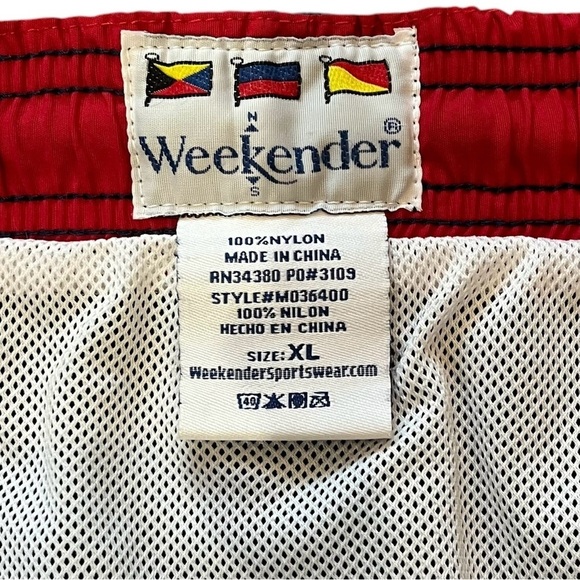 N
Weekender®
S
100%NYLON
MADE IN CHINA
RN34380 PO#3109
STYLE#M036400
100% NILON
HECHO EN CHINA
SIZE: XL
Weekendersportswear.com
40